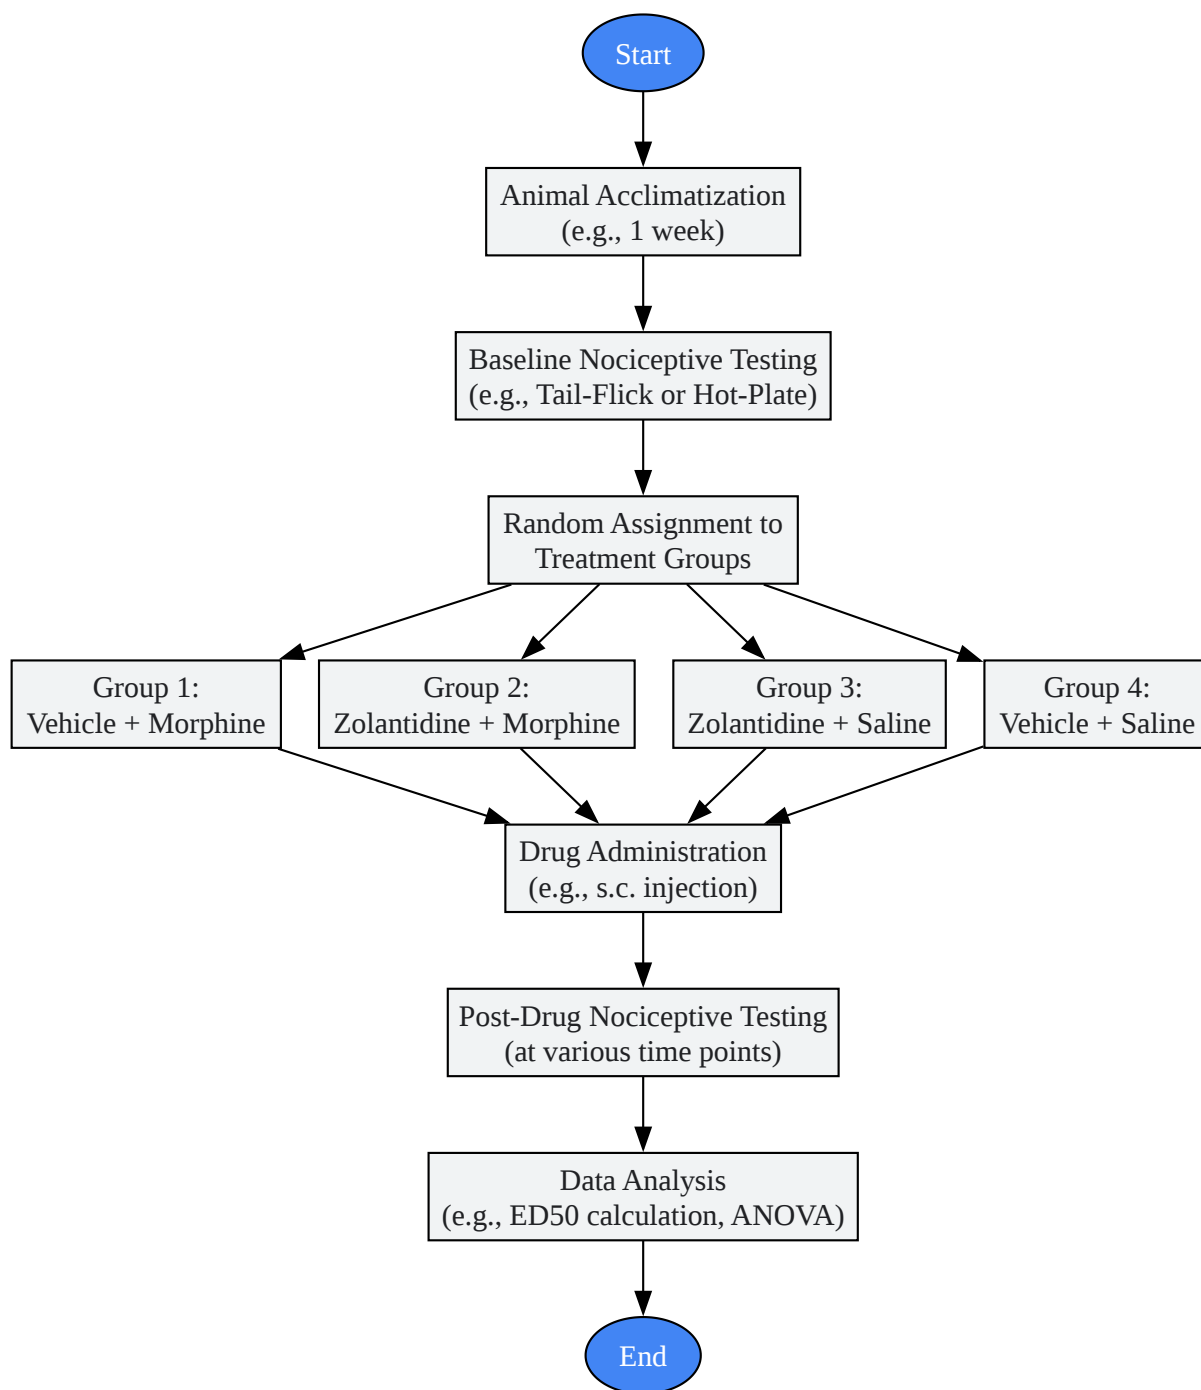 Start
Animal Acclimatization
(e.g., 1 week)
Baseline Nociceptive Testing
(e.g., Tail-Flick or Hot-Plate)
Random Assignment to
Treatment Groups
Group 1:
Vehicle + Morphine
Group 2:
Zolantidine + Morphine
Group 3:
Zolantidine + Saline
Group 4:
Vehicle + Saline
Drug Administration
(e.g., s.c. injection)
Post-Drug Nociceptive Testing
(at various time points)
Data Analysis
(e.g., ED50 calculation, ANOVA)
End